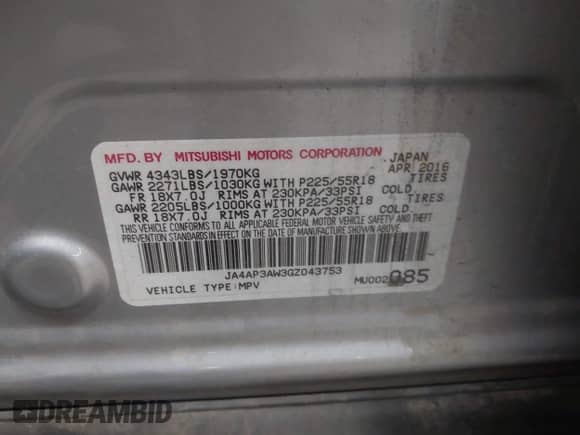 MFD. BY MITSUBISHI MOTORS CORPORATION JAPAN
GVWR 4343LBS/1970KG APR 2016
GAWR 2271LBS/1030KG WITH P225/55R18 TIRES
FR 18X7.0J RIMS AT 230KPA/33PSI COLD
GAWR 2205LBS/1000KG WITH P225/55R18 TIRES
RR 18X7.0J RIMS AT 230KPA/33PSI COLD
THIS VEHICLE CONFORMS TO ALL APPLICABLE FEDERAL MOTOR VEHICLE SAFETY AND THEFT
PREVENTION STANDARDS IN EFFECT ON THE DATE OF MANUFACTURE SHOWN ABOVE.
JA4AP3AW3GZ043753
VEHICLE TYPE:MPV MU002085
DREAMBID